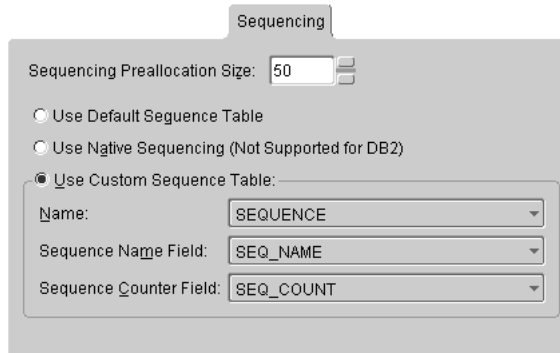 Sequencing
Sequencing Preallocation Size: 50
Use Default Sequence Table
Use Native Sequencing (Not Supported for DB2)
Use Custom Sequence Table:
Name: SEQUENCE
Sequence Name Field: SEQ_NAME
Sequence Counter Field: SEQ_COUNT